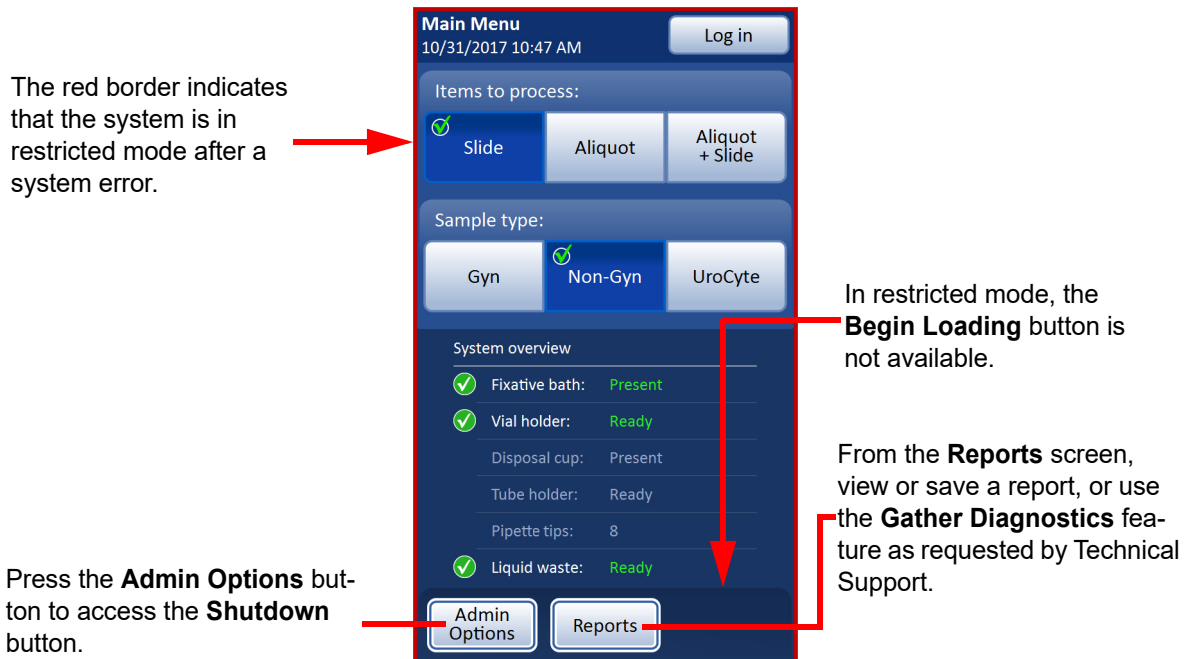 Main Menu
10/31/2017 10:47 AM
Log in
The red border indicates
that the system is in
restricted mode after a
system error.
Items to process:
Slide
Aliquot
Aliquot
+ Slide
Sample type:
Gyn
Non-Gyn
UroCyte
In restricted mode, the
Begin Loading button is
not available.
System overview
Fixative bath: Present
Vial holder: Ready
Disposal cup: Present
Tube holder: Ready
Pipette tips: 8
Liquid waste: Ready
From the Reports screen,
view or save a report, or use
the Gather Diagnostics fea-
ture as requested by Technical
Support.
Press the Admin Options but-
ton to access the Shutdown
button.
Admin
Options
Reports